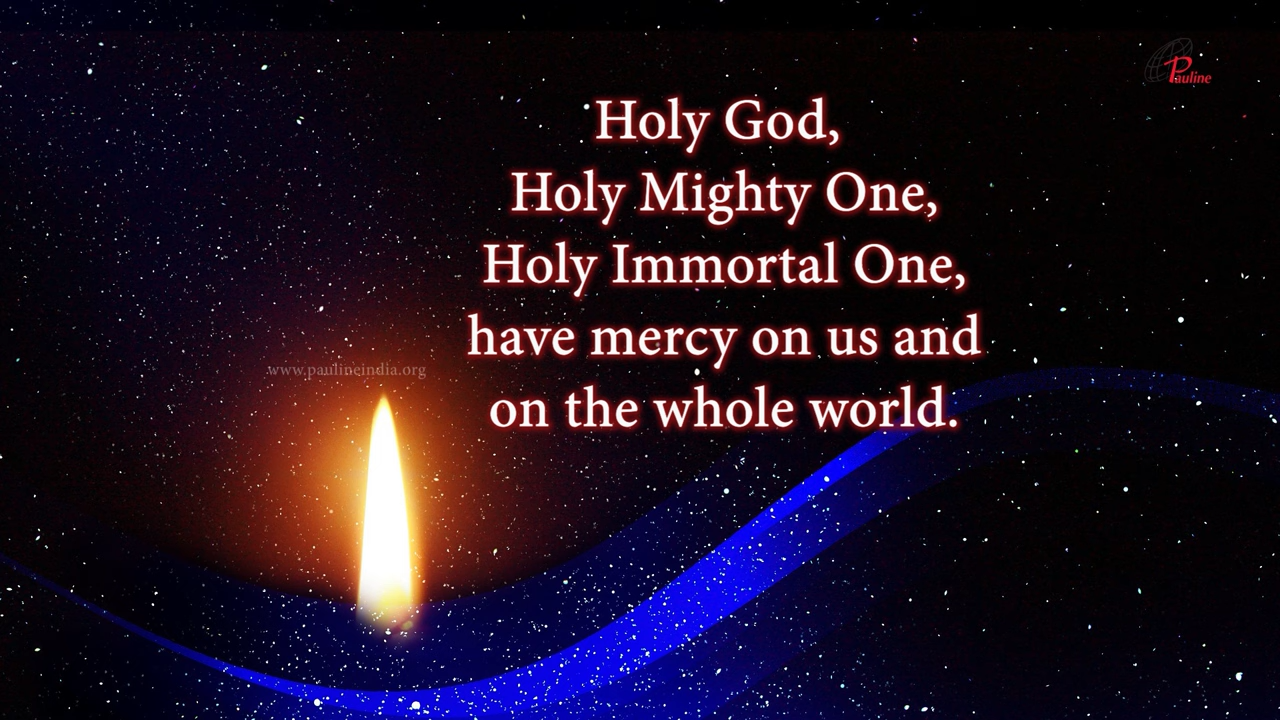 Pauline
Holy God,
Holy Mighty One,
Holy Immortal One,
have mercy on us and
on the whole world.
www.paulineindia.org